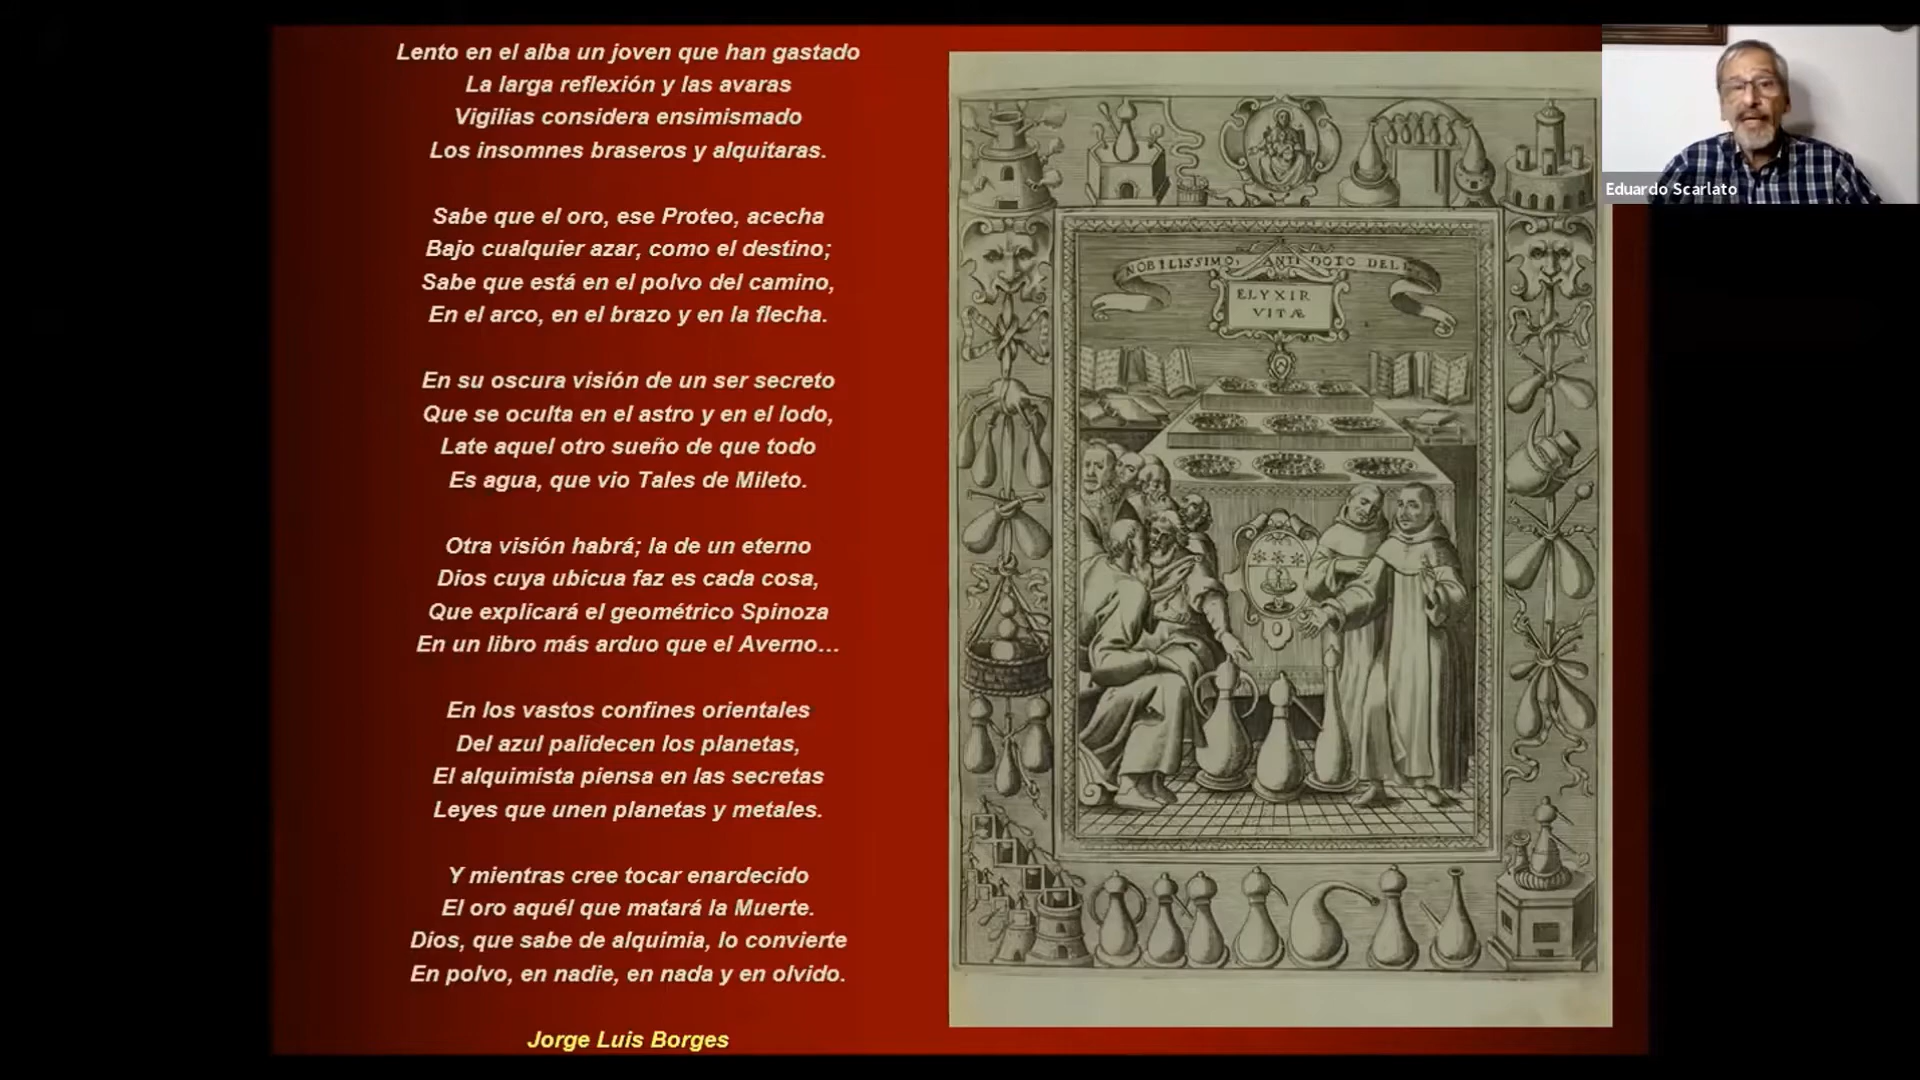 Lento en el alba un joven que han gastado
La larga reflexión y las avaras
Vigilias considera ensimismado
Los insomnes braseros y alquitaras.
Sabe que el oro, ese Proteo, acecha
Bajo cualquier azar, como el destino;
Sabe que está en el polvo del camino,
En el arco, en el brazo y en la flecha.
En su oscura visión de un ser secreto
Que se oculta en el astro y en el lodo,
Late aquel otro sueño de que todo
Es agua, que vio Tales de Mileto.
Otra visión habrá; la de un eterno
Dios cuya ubicua faz es cada cosa,
Que explicará el geométrico Spinoza
En un libro más arduo que el Averno...
En los vastos confines orientales
Del azul palidecen los planetas,
El alquimista piensa en las secretas
Leyes que unen planetas y metales.
Y mientras cree tocar enardecido
El oro aquél que matará la Muerte.
Dios, que sabe de alquimia, lo convierte
En polvo, en nadie, en nada y en olvido.
Jorge Luis Borges
NOBILISSIMO, ANTIDOTO DELL
ELYXIR
VITÆ
Eduardo Scarlato